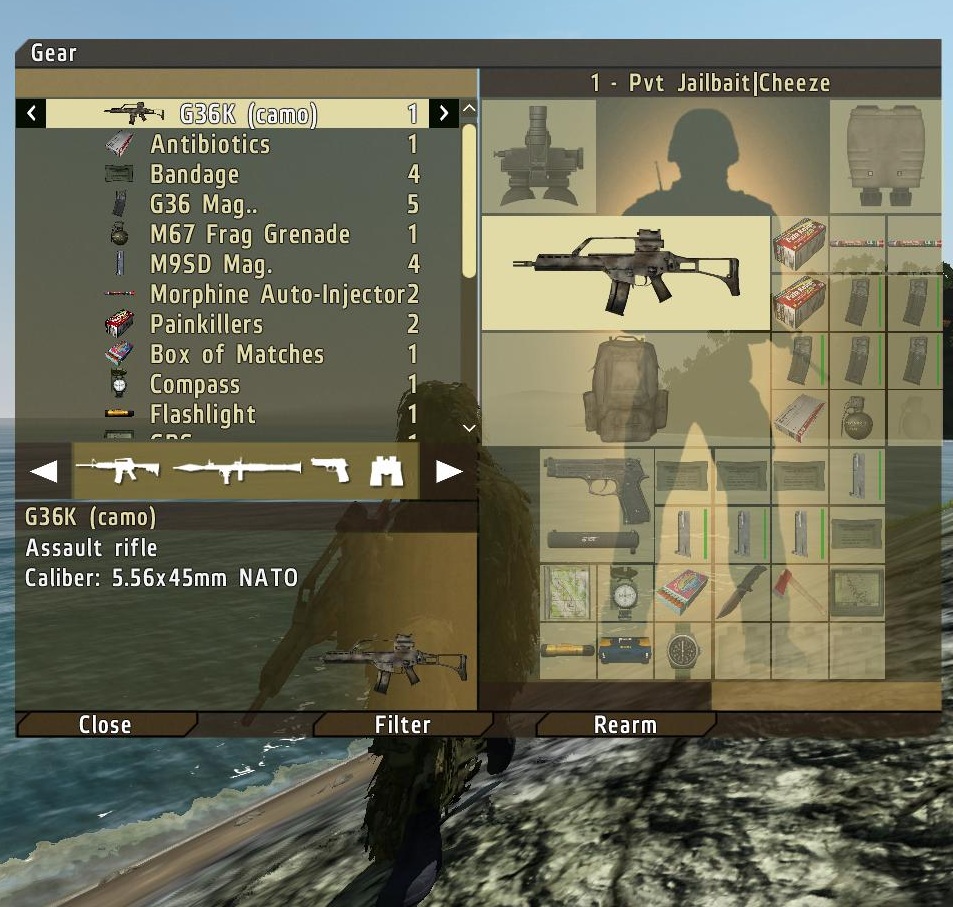 Gear
1 - Pvt Jailbait|Cheeze
G36K (camo) 1
Antibiotics 1
Bandage 4
G36 Mag.. 5
M67 Frag Grenade 1
M9SD Mag. 4
Morphine Auto-Injector 2
Painkillers 2
Box of Matches 1
Compass 1
Flashlight 1
G36K (camo)
Assault rifle
Caliber: 5.56x45mm NATO
Close
Filter
Rearm